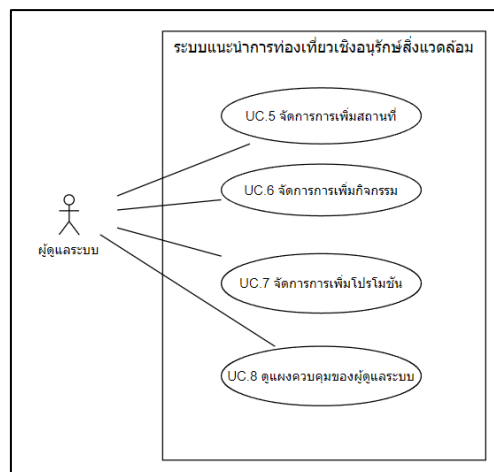 ระบบแนะนำการท่องเที่ยวเชิงอนุรักษ์สิ่งแวดล้อม
UC.5 จัดการการเพิ่มสถานที่
UC.6 จัดการการเพิ่มกิจกรรม
ผู้ดูแลระบบ
UC.7 จัดการการเพิ่มโปรโมชัน
UC.8 ดูแผงควบคุมของผู้ดูแลระบบ